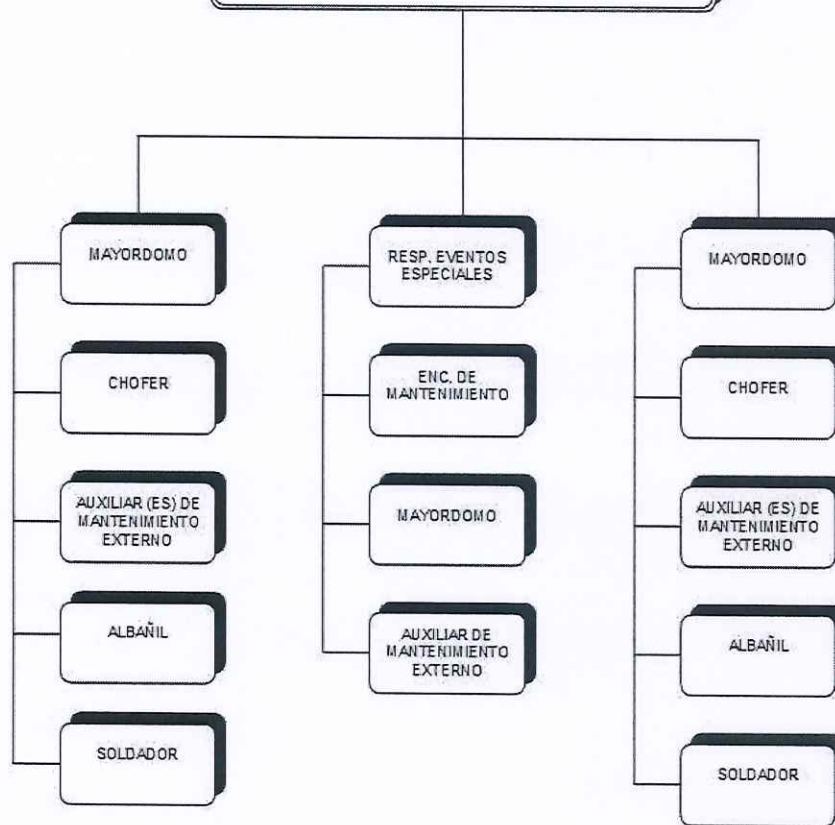 MAYORDOMO
CHOFER
AUXILIAR (ES) DE
MANTENIMIENTO
EXTERNO
ALBAÑIL
SOLDADOR
RESP. EVENTOS
ESPECIALES
ENC. DE
MANTENIMIENTO
MAYORDOMO
AUXILIAR DE
MANTENIMIENTO
EXTERNO
MAYORDOMO
CHOFER
AUXILIAR (ES) DE
MANTENIMIENTO
EXTERNO
ALBAÑIL
SOLDADOR